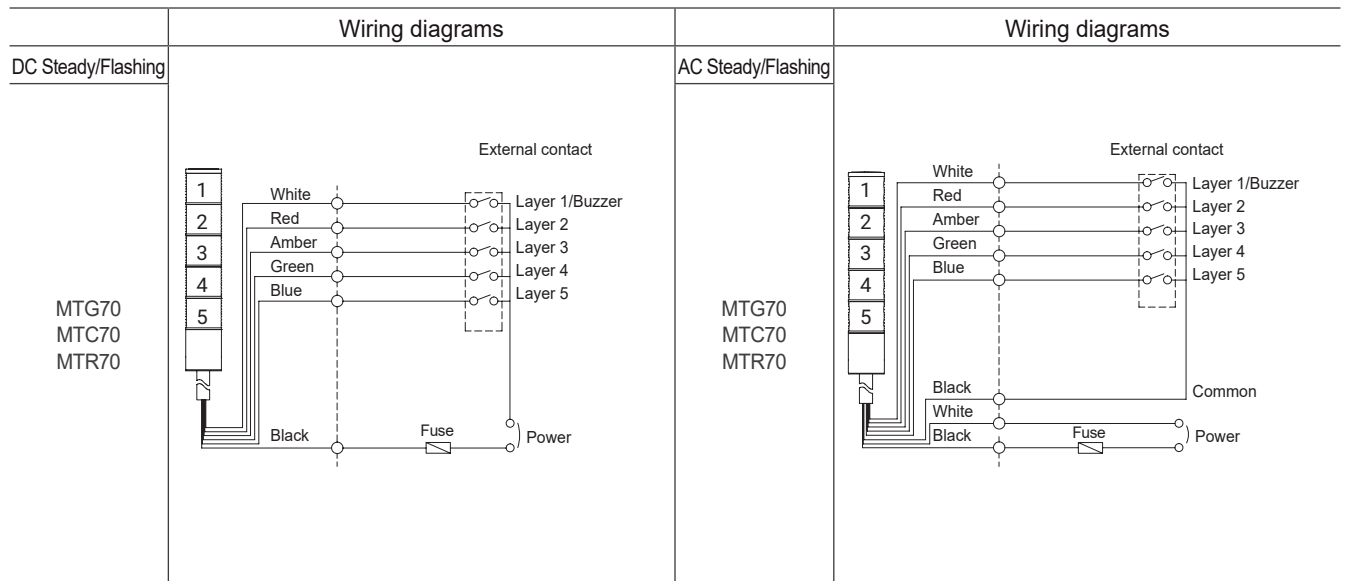 Wiring diagrams
Wiring diagrams
DC Steady/Flashing
AC Steady/Flashing
MTG70
MTC70
MTR70
External contact
1
2
3
4
5
White
Red
Amber
Green
Blue
Layer 1/Buzzer
Layer 2
Layer 3
Layer 4
Layer 5
Black
Fuse
Power
MTG70
MTC70
MTR70
External contact
1
2
3
4
5
White
Red
Amber
Green
Blue
Layer 1/Buzzer
Layer 2
Layer 3
Layer 4
Layer 5
Black
Common
White
Black
Fuse
Power